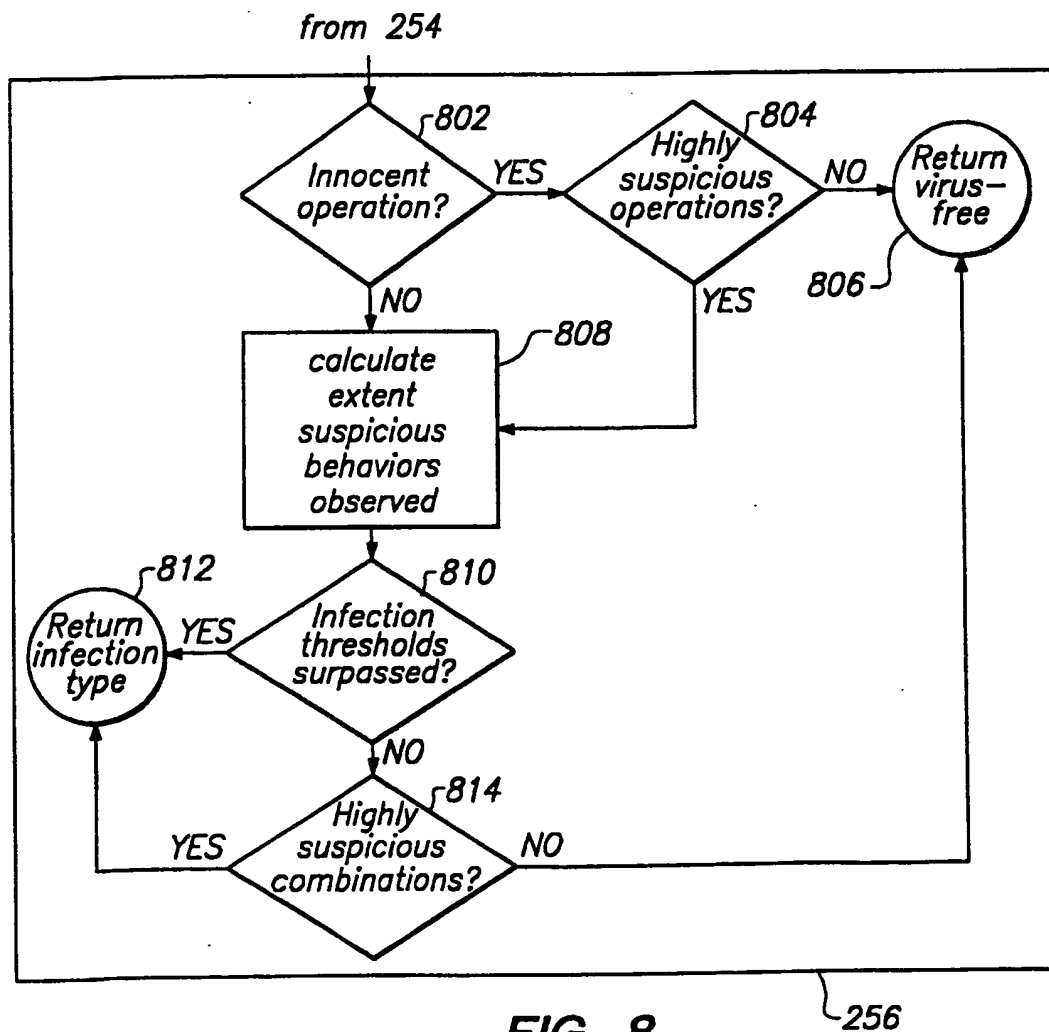 from 254
802
Innocent
operation?
YES
804
Highly
suspicious
operations?
NO
Return
virus-
free
806
NO
YES
808
calculate
extent
suspicious
behaviors
observed
810
Infection
thresholds
surpassed?
YES
812
Return
infection
type
NO
814
Highly
suspicious
combinations?
YES
NO
256
FIG. 8